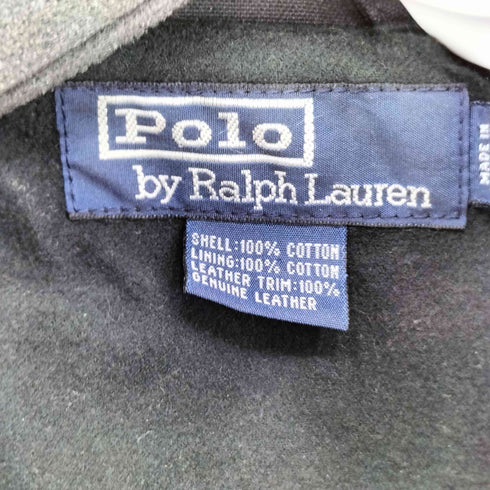 Polo
by Ralph Lauren
MADE IN
SHELL:100% COTTON
LINING:100% COTTON
LEATHER TRIM:100%
GENUINE LEATHER